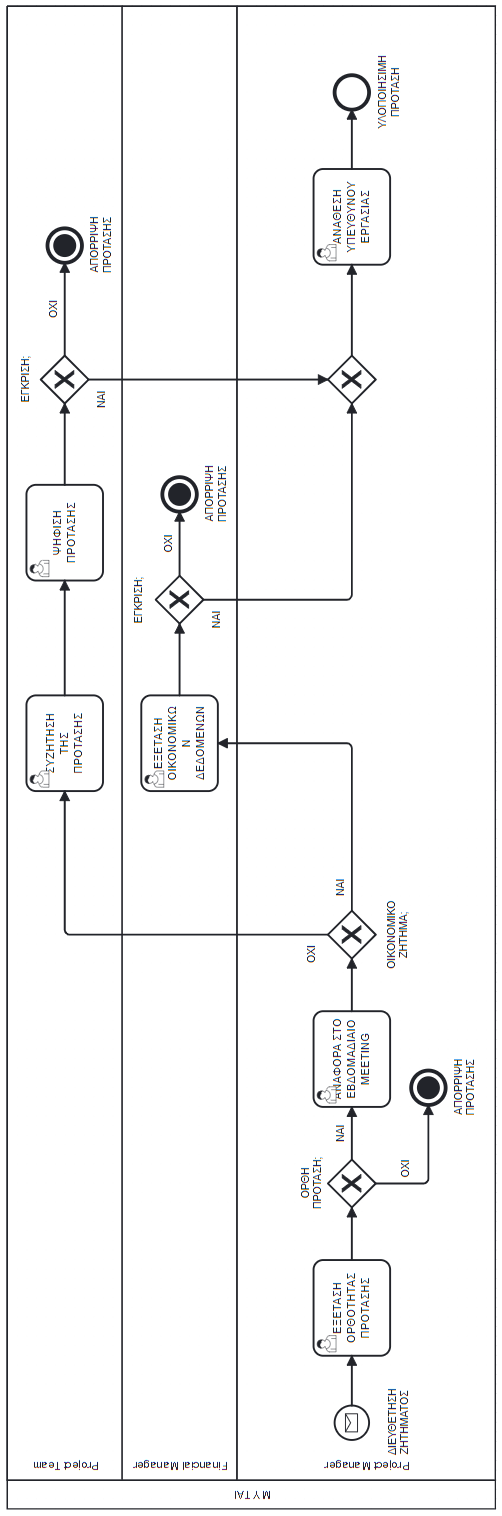 ΜΥΤΑΙ
Project Team
Financial Manager
Project Manager
ΔΙΕΥΘΕΤΗΣΗ
ΖΗΤΗΜΑΤΟΣ
ΕΞΕΤΑΣΗ
ΟΡΘΟΤΗΤΑΣ
ΠΡΟΤΑΣΗΣ
ΟΡΘΗ
ΠΡΟΤΑΣΗ;
ΟΧΙ
ΑΠΟΡΡΙΨΗ
ΠΡΟΤΑΣΗΣ
ΝΑΙ
ΑΝΑΦΟΡΑ ΣΤΟ
ΕΒΔΟΜΑΔΙΑΙΟ
MEETING
ΟΙΚΟΝΟΜΙΚΟ
ΖΗΤΗΜΑ;
ΟΧΙ
ΝΑΙ
ΣΥΖΗΤΗΣΗ
ΤΗΣ
ΠΡΟΤΑΣΗΣ
ΨΗΦΙΣΗ
ΠΡΟΤΑΣΗΣ
ΕΓΚΡΙΣΗ;
ΟΧΙ
ΑΠΟΡΡΙΨΗ
ΠΡΟΤΑΣΗΣ
ΝΑΙ
ΕΞΕΤΑΣΗ
ΟΙΚΟΝΟΜΙΚΩ
Ν
ΔΕΔΟΜΕΝΩΝ
ΕΓΚΡΙΣΗ;
ΟΧΙ
ΑΠΟΡΡΙΨΗ
ΠΡΟΤΑΣΗΣ
ΝΑΙ
ΑΝΑΘΕΣΗ
ΥΠΕΥΘΥΝΟΥ
ΕΡΓΑΣΙΑΣ
ΥΛΟΠΟΙΗΣΙΜΗ
ΠΡΟΤΑΣΗ